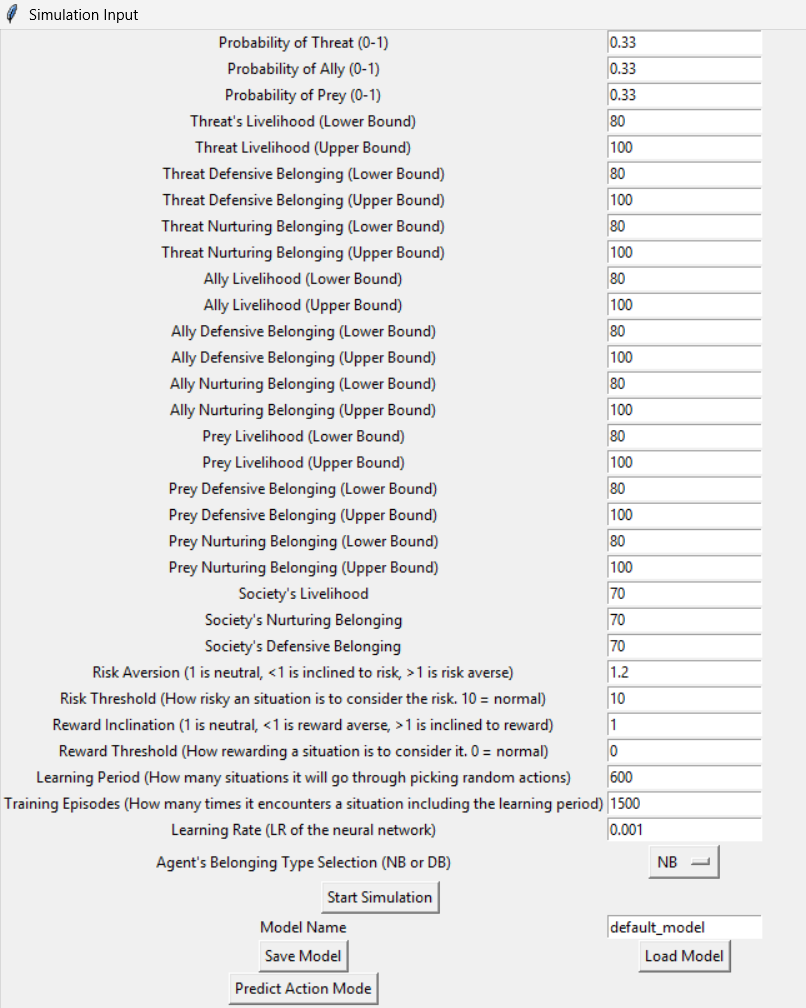 Simulation Input
Probability of Threat (0-1) 0.33
Probability of Ally (0-1) 0.33
Probability of Prey (0-1) 0.33
Threat's Livelihood (Lower Bound) 80
Threat Livelihood (Upper Bound) 100
Threat Defensive Belonging (Lower Bound) 80
Threat Defensive Belonging (Upper Bound) 100
Threat Nurturing Belonging (Lower Bound) 80
Threat Nurturing Belonging (Upper Bound) 100
Ally Livelihood (Lower Bound) 80
Ally Livelihood (Upper Bound) 100
Ally Defensive Belonging (Lower Bound) 80
Ally Defensive Belonging (Upper Bound) 100
Ally Nurturing Belonging (Lower Bound) 80
Ally Nurturing Belonging (Upper Bound) 100
Prey Livelihood (Lower Bound) 80
Prey Livelihood (Upper Bound) 100
Prey Defensive Belonging (Lower Bound) 80
Prey Defensive Belonging (Upper Bound) 100
Prey Nurturing Belonging (Lower Bound) 80
Prey Nurturing Belonging (Upper Bound) 100
Society's Livelihood 70
Society's Nurturing Belonging 70
Society's Defensive Belonging 70
Risk Aversion (1 is neutral, <1 is inclined to risk, >1 is risk averse) 1.2
Risk Threshold (How risky an situation is to consider the risk. 10 = normal) 10
Reward Inclination (1 is neutral, <1 is reward averse, >1 is inclined to reward) 1
Reward Threshold (How rewarding a situation is to consider it. 0 = normal) 0
Learning Period (How many situations it will go through picking random actions) 600
Training Episodes (How many times it encounters a situation including the learning period) 1500
Learning Rate (LR of the neural network) 0.001
Agent's Belonging Type Selection (NB or DB) NB
Start Simulation
Model Name default_model
Save Model Load Model
Predict Action Mode